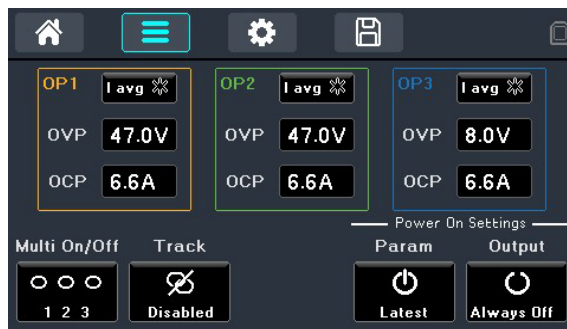 OP1 I avg OP2 I avg OP3 I avg
OVP 47.0V OVP 47.0V OVP 8.0V
OCP 6.6A OCP 6.6A OCP 6.6A
Power On Settings
Multi On/Off Track Param Output
1 2 3 Disabled Latest Always Off